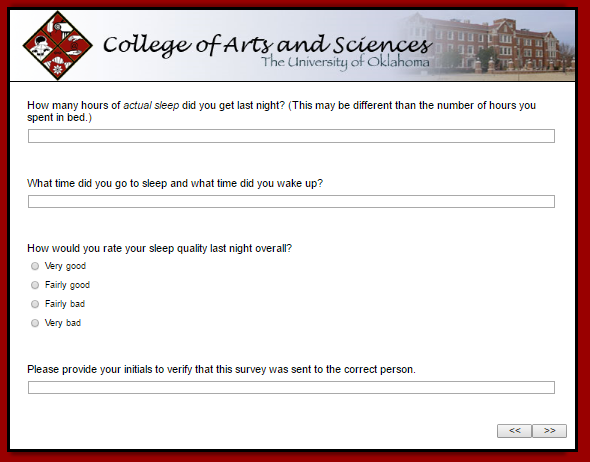 College of Arts and Sciences
The University of Oklahoma
How many hours of actual sleep did you get last night? (This may be different than the number of hours you
spent in bed.)
What time did you go to sleep and what time did you wake up?
How would you rate your sleep quality last night overall?
Very good
Fairly good
Fairly bad
Very bad
Please provide your initials to verify that this survey was sent to the correct person.
<< >>